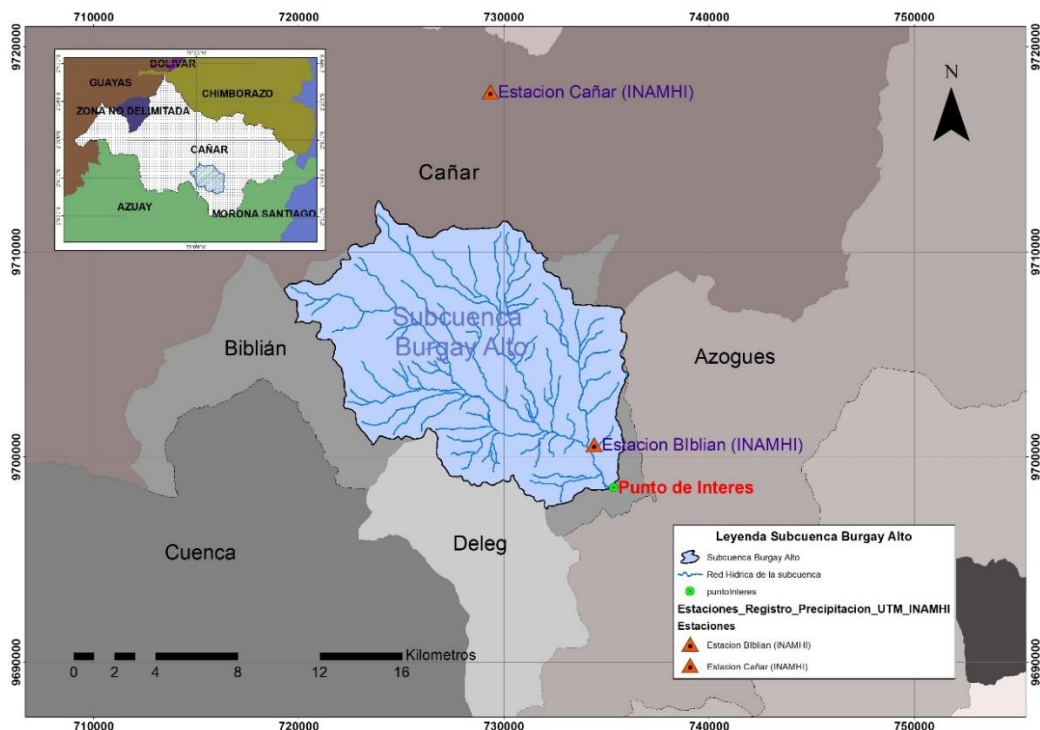 710000
720000
730000
740000
750000
9720000
9720000
BOLIVAR
GUAYAS
CHIMBORAZO
ZONA NO DELIMITADA
CAÑAR
AZUAY
MORONA SANTIAGO
Estacion Cañar (INAMHI)
N
Cañar
9710000
9710000
Subcuenca
Burgay Alto
Biblián
Azogues
Estacion BIblian (INAMHI)
9700000
9700000
Punto de Interes
Cuenca
Deleg
Leyenda Subcuenca Burgay Alto
Subcuenca Burgay Alto
Red Hidrica de la subcuenca
puntoInteres
Estaciones_Registro_Precipitacion_UTM_INAMHI
Estaciones
Estacion BIblian (INAMHI)
Estacion Cañar (INAMHI)
Kilometros
0 2 4 8 12 16
9690000
9690000
710000
720000
730000
740000
750000